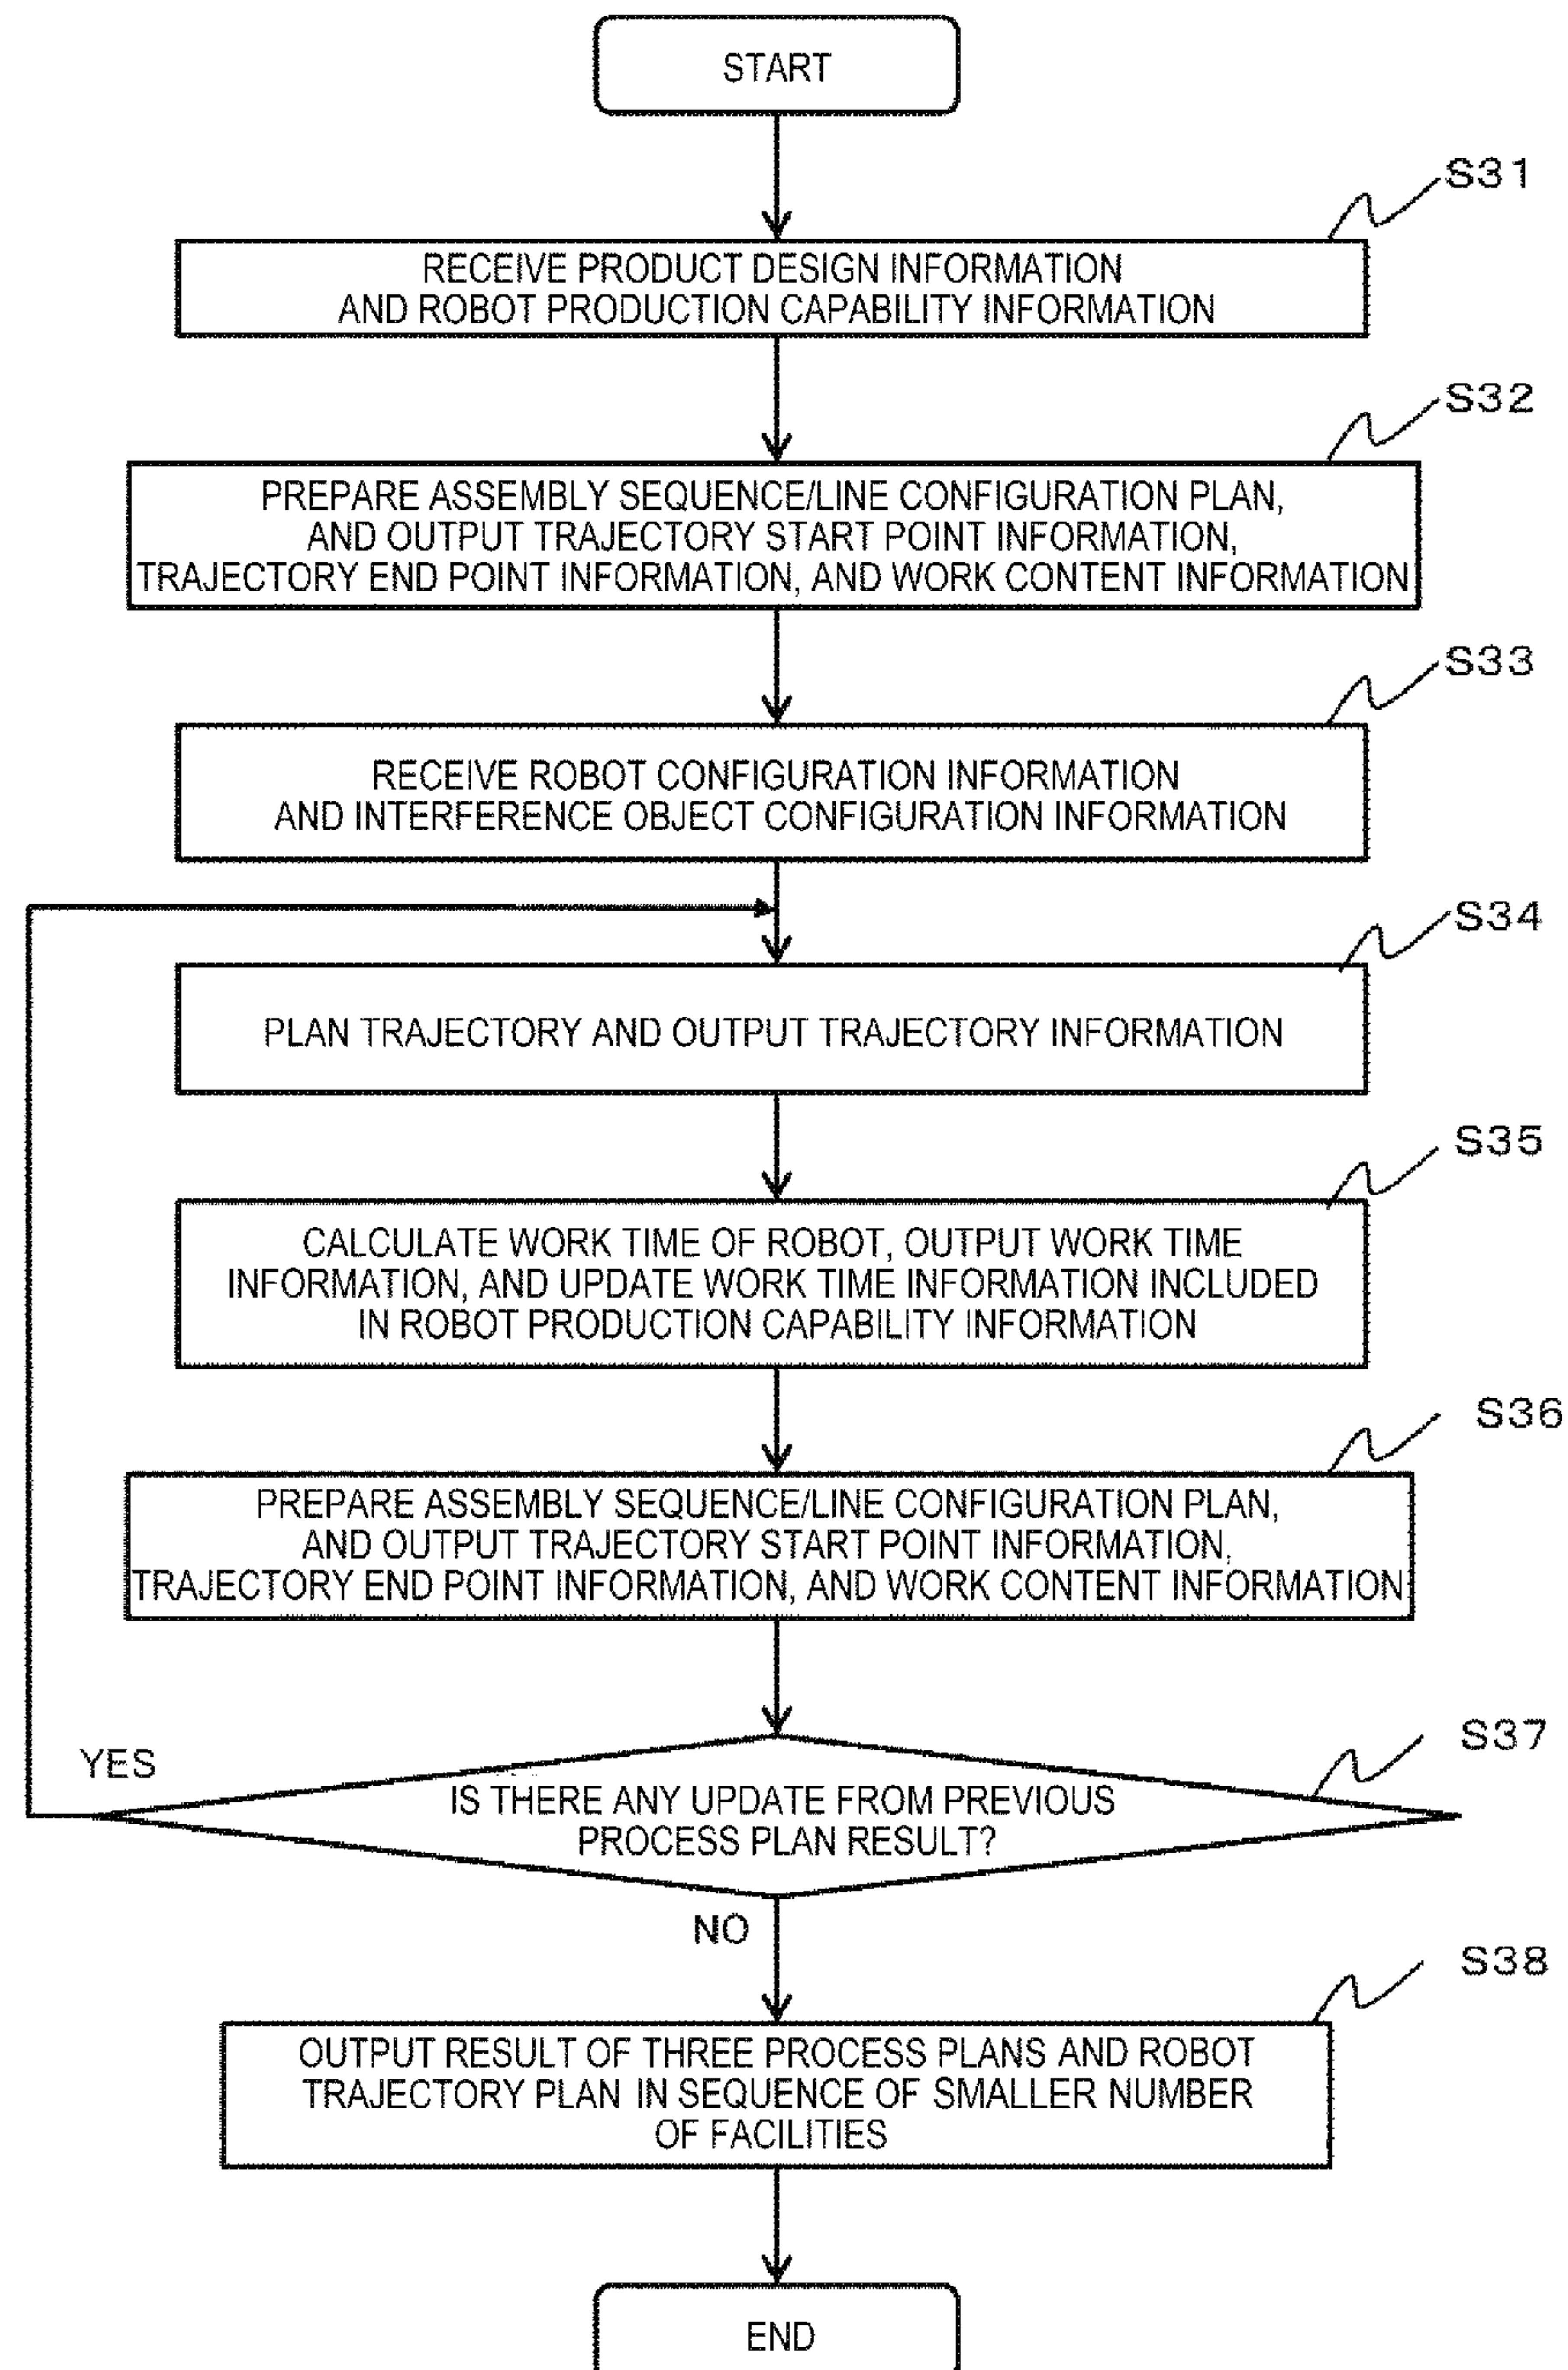 START
S31
RECEIVE PRODUCT DESIGN INFORMATION
AND ROBOT PRODUCTION CAPABILITY INFORMATION
S32
PREPARE ASSEMBLY SEQUENCE/LINE CONFIGURATION PLAN,
AND OUTPUT TRAJECTORY START POINT INFORMATION,
TRAJECTORY END POINT INFORMATION, AND WORK CONTENT INFORMATION
S33
RECEIVE ROBOT CONFIGURATION INFORMATION
AND INTERFERENCE OBJECT CONFIGURATION INFORMATION
S34
PLAN TRAJECTORY AND OUTPUT TRAJECTORY INFORMATION
S35
CALCULATE WORK TIME OF ROBOT, OUTPUT WORK TIME
INFORMATION, AND UPDATE WORK TIME INFORMATION INCLUDED
IN ROBOT PRODUCTION CAPABILITY INFORMATION
S36
PREPARE ASSEMBLY SEQUENCE/LINE CONFIGURATION PLAN,
AND OUTPUT TRAJECTORY START POINT INFORMATION,
TRAJECTORY END POINT INFORMATION, AND WORK CONTENT INFORMATION
S37
YES
IS THERE ANY UPDATE FROM PREVIOUS
PROCESS PLAN RESULT?
NO
S38
OUTPUT RESULT OF THREE PROCESS PLANS AND ROBOT
TRAJECTORY PLAN IN SEQUENCE OF SMALLER NUMBER
OF FACILITIES
END